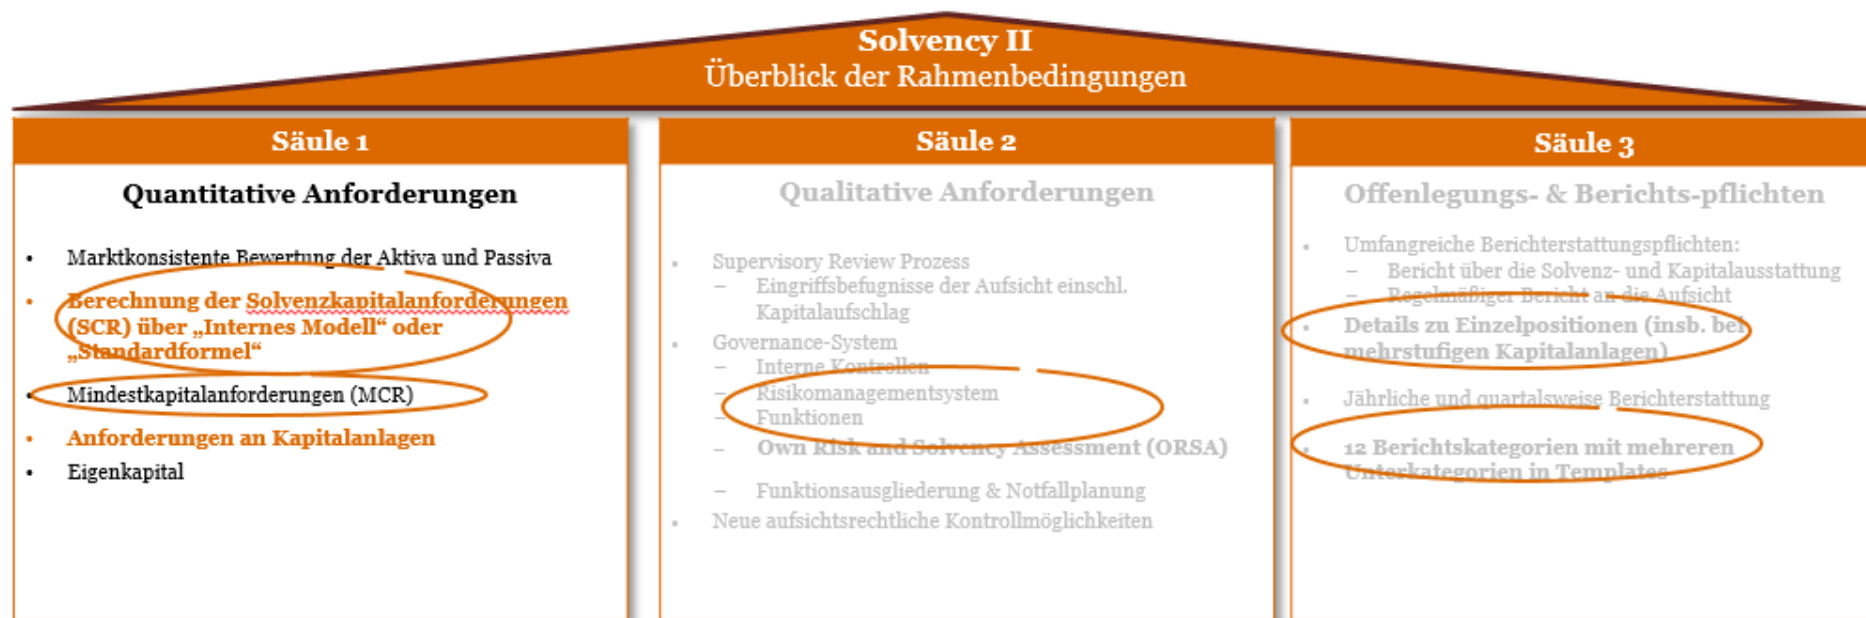 Solvency II
Überblick der Rahmenbedingungen
Säule 1
Quantitative Anforderungen
• Marktkonsistente Bewertung der Aktiva und Passiva
• Berechnung der Solvenzkapitalanforderungen
(SCR) über „Internes Modell“ oder
„Standardformel“
• Mindestkapitalanforderungen (MCR)
• Anforderungen an Kapitalanlagen
• Eigenkapital
Säule 2
Qualitative Anforderungen
• Supervisory Review Prozess
– Eingriffsbefugnisse der Aufsicht einschl.
Kapitalaufschlag
• Governance-System
– Interne Kontrollen
– Risikomanagementsystem
– Funktionen
– Own Risk and Solvency Assessment (ORSA)
– Funktionsausgliederung & Notfallplanung
• Neue aufsichtsrechtliche Kontrollmöglichkeiten
Säule 3
Offenlegungs- & Berichts-pflichten
• Umfangreiche Berichterstattungspflichten:
– Bericht über die Solvenz- und Kapitalausstattung
– Regelmäßiger Bericht an die Aufsicht
• Details zu Einzelpositionen (insb. bei
mehrstufigen Kapitalanlagen)
• Jährliche und quartalsweise Berichterstattung
• 12 Berichtskategorien mit mehreren
Unterkategorien in Templates